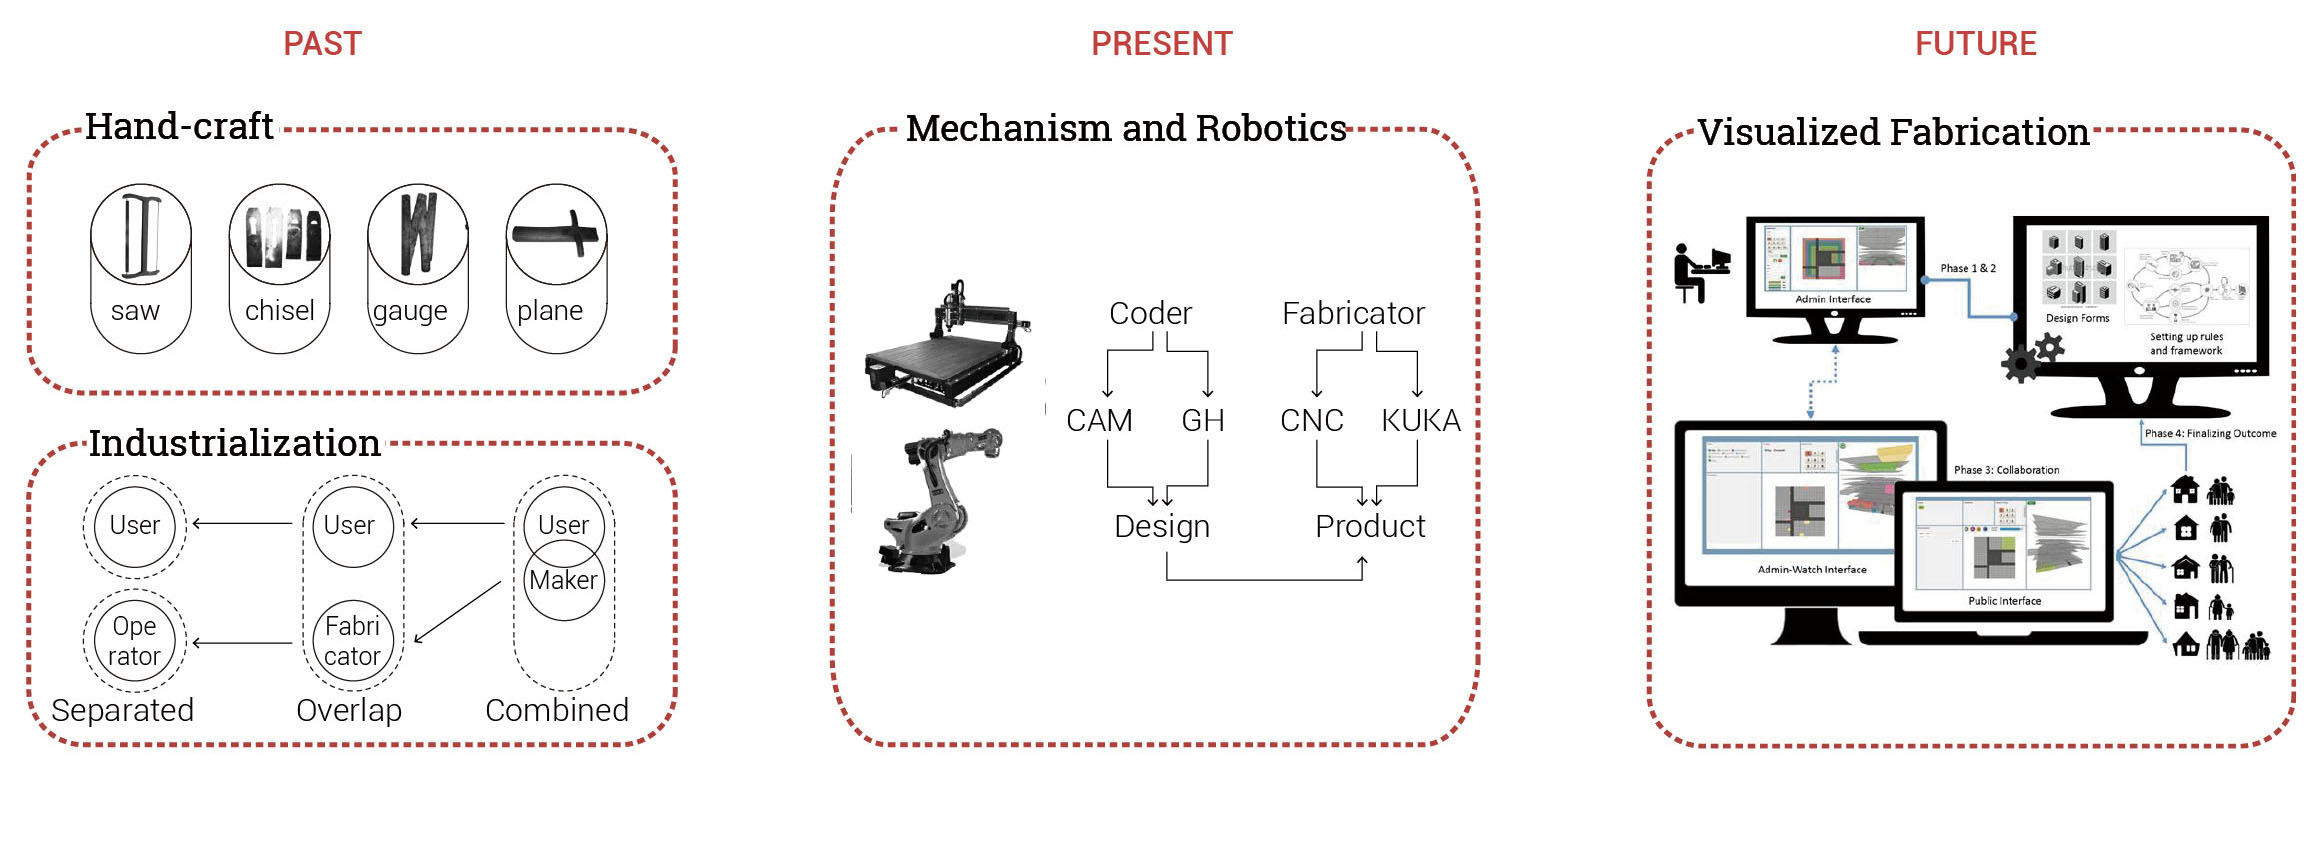 PAST
PRESENT
FUTURE
Hand-craft
saw
chisel
gauge
plane
Industrialization
User
User
User
Maker
Ope
rator
Fabri
cator
Separated
Overlap
Combined
Mechanism and Robotics
Coder
Fabricator
CAM
GH
CNC
KUKA
Design
Product
Visualized Fabrication
Admin Interface
Phase 1 & 2
Design Forms
Setting up rules
and framework
Phase 4: Finalizing Outcome
Phase 3: Collaboration
Admin-Watch Interface
Public Interface